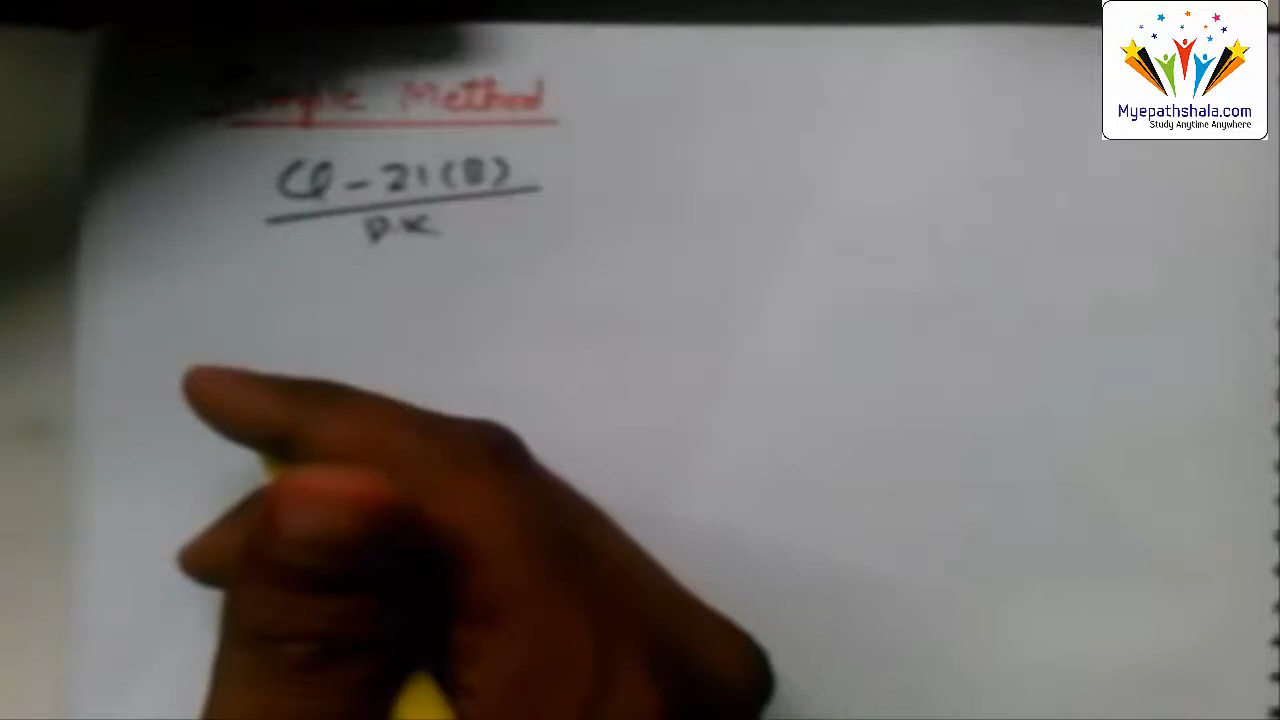 Method
Q - 21 (B)
D.K
Myepathshala.com
Study Anytime Anywhere